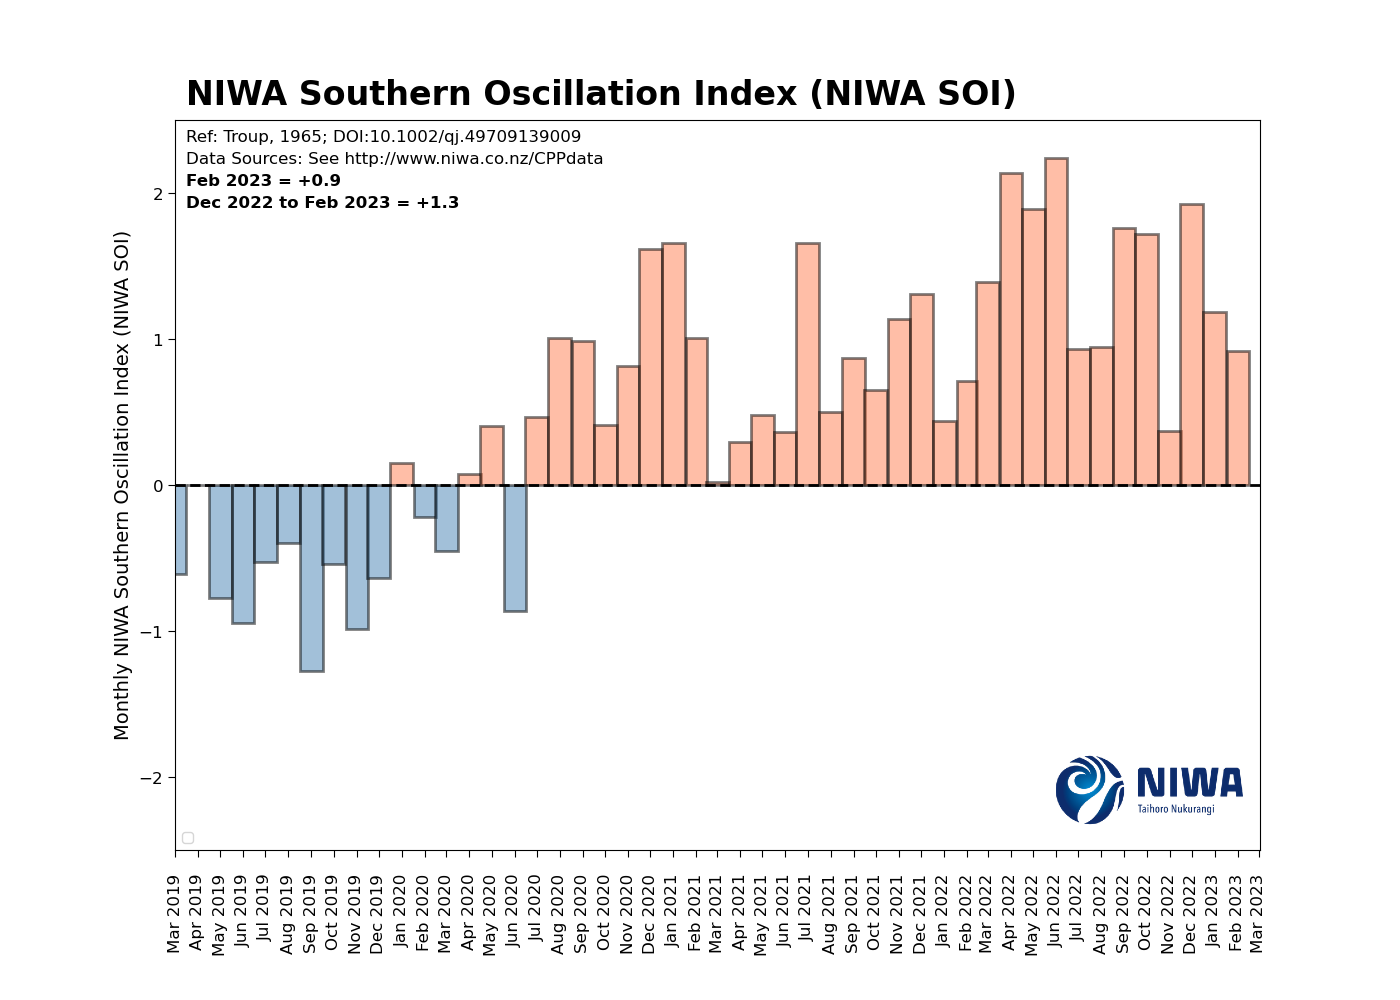 NIWA Southern Oscillation Index (NIWA SOI)
Ref: Troup, 1965; DOI:10.1002/qj.49709139009
Data Sources: See http://www.niwa.co.nz/CPPdata
Feb 2023 = +0.9
Dec 2022 to Feb 2023 = +1.3
Monthly NIWA Southern Oscillation Index (NIWA SOI)
2
1
0
−1
−2
NIWA
Taihoro Nukurangi
Mar 2019
Apr 2019
May 2019
Jun 2019
Jul 2019
Aug 2019
Sep 2019
Oct 2019
Nov 2019
Dec 2019
Jan 2020
Feb 2020
Mar 2020
Apr 2020
May 2020
Jun 2020
Jul 2020
Aug 2020
Sep 2020
Oct 2020
Nov 2020
Dec 2020
Jan 2021
Feb 2021
Mar 2021
Apr 2021
May 2021
Jun 2021
Jul 2021
Aug 2021
Sep 2021
Oct 2021
Nov 2021
Dec 2021
Jan 2022
Feb 2022
Mar 2022
Apr 2022
May 2022
Jun 2022
Jul 2022
Aug 2022
Sep 2022
Oct 2022
Nov 2022
Dec 2022
Jan 2023
Feb 2023
Mar 2023